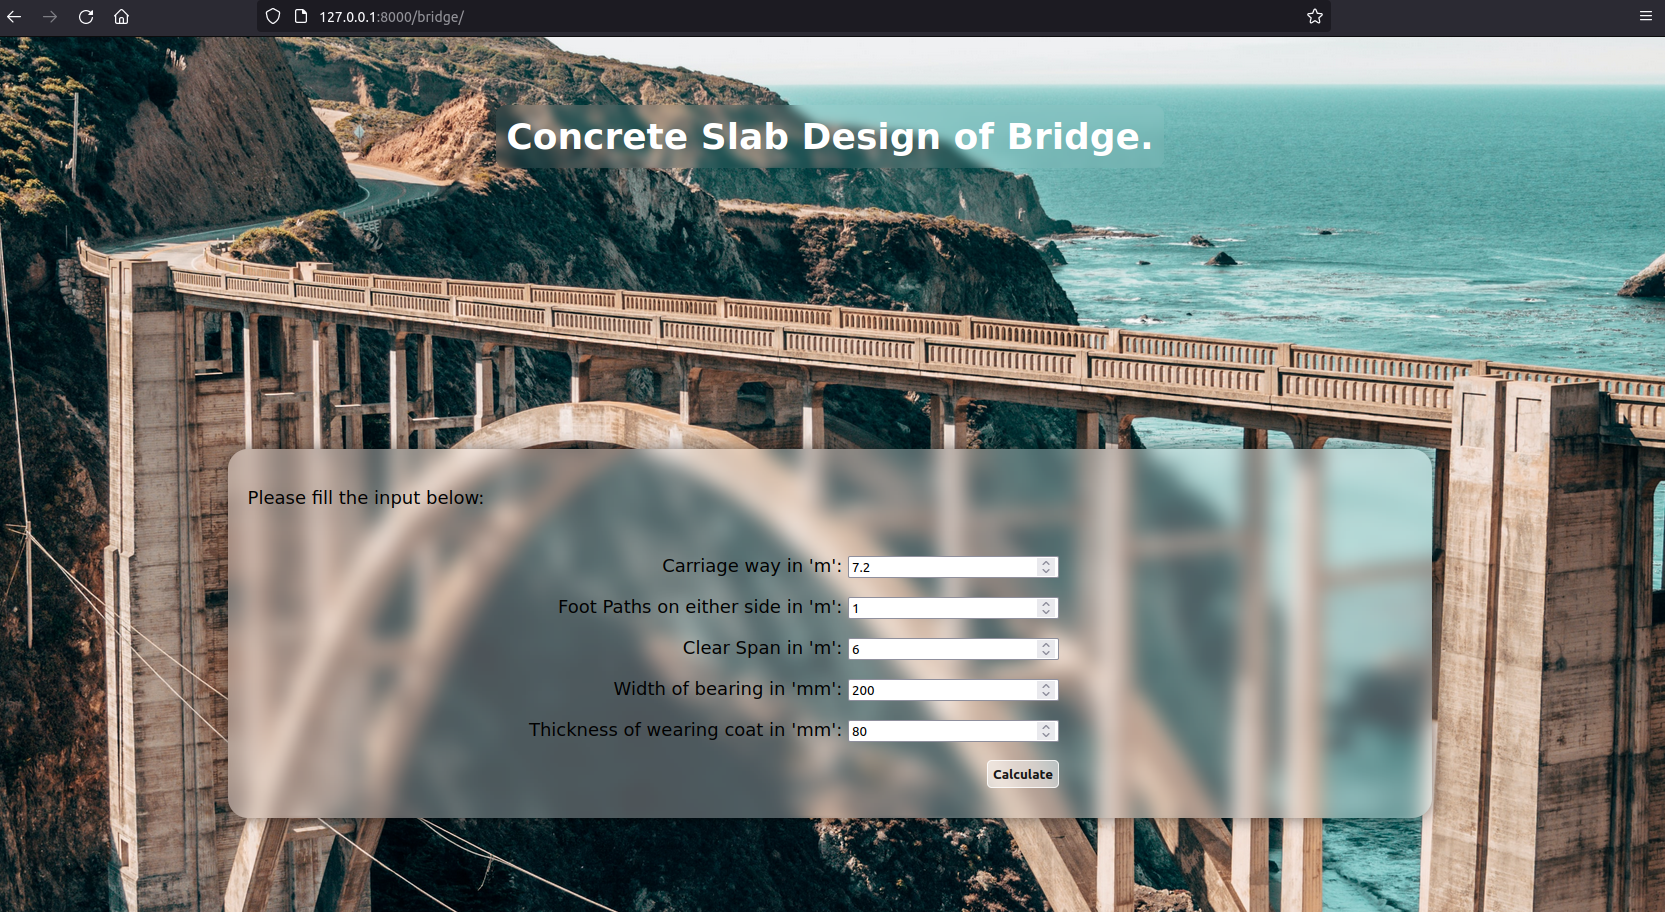 127.0.0.1:8000/bridge/
Concrete Slab Design of Bridge.
Please fill the input below:
Carriage way in 'm': 7.2
Foot Paths on either side in 'm': 1
Clear Span in 'm': 6
Width of bearing in 'mm': 200
Thickness of wearing coat in 'mm': 80
Calculate